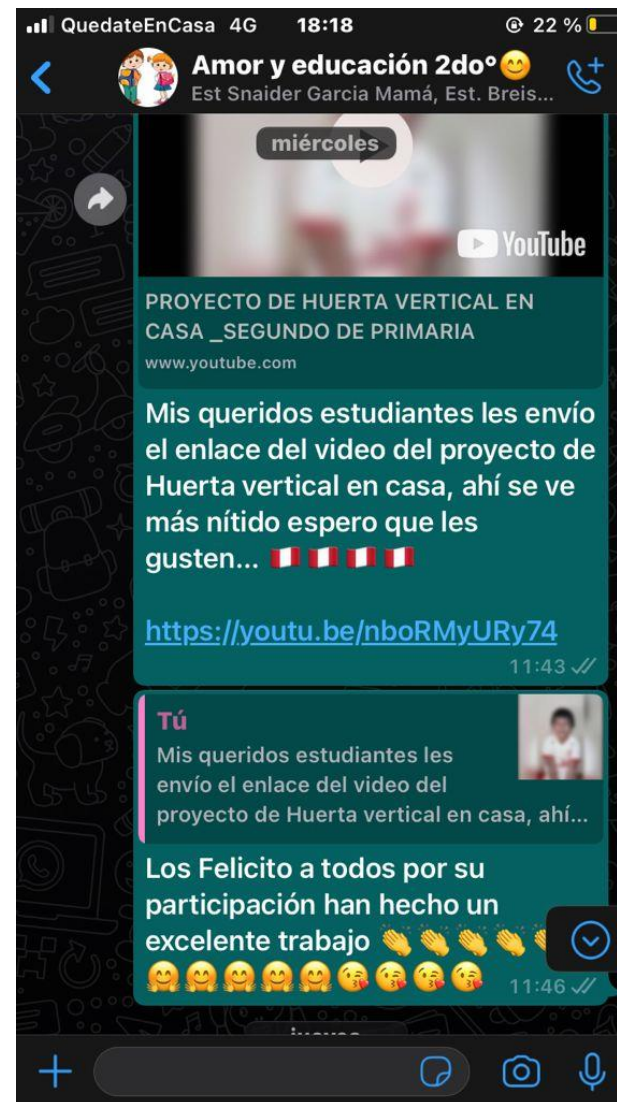 QuedateEnCasa 4G 18:18 22 %
Amor y educación 2do°😊
Est Snaider Garcia Mamá, Est. Breis...
miércoles
YouTube
PROYECTO DE HUERTA VERTICAL EN
CASA _SEGUNDO DE PRIMARIA
www.youtube.com
Mis queridos estudiantes les envío
el enlace del video del proyecto de
Huerta vertical en casa, ahí se ve
más nítido espero que les
gusten... 🇵🇪🇵🇪🇵🇪🇵🇪
https://youtu.be/nboRMyURy74
11:43
Tú
Mis queridos estudiantes les
envío el enlace del video del
proyecto de Huerta vertical en casa, ahí...
Los Felicito a todos por su
participación han hecho un
excelente trabajo 👏👏👏👏👏
🤗🤗🤗🤗🤗😘😘😘😘 11:46